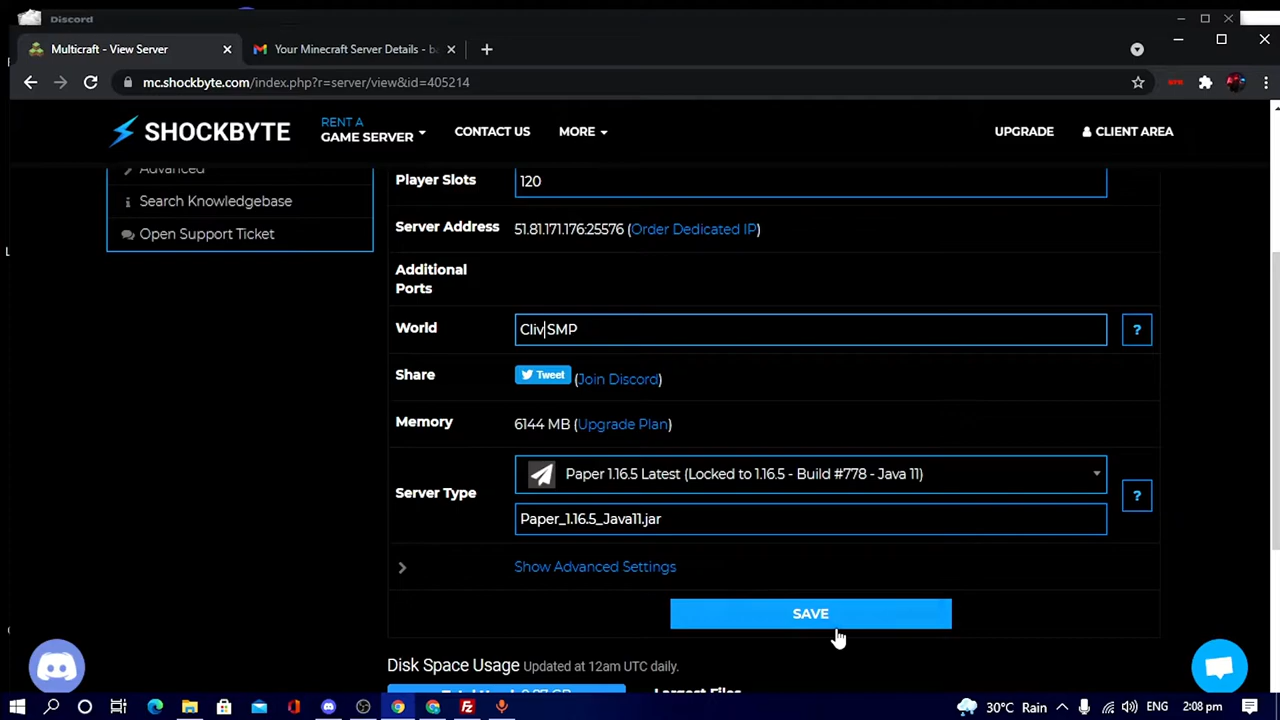 Discord
Multicraft - View Server
Your Minecraft Server Details - ba
mc.shockbyte.com/index.php?r=server/view&id=405214
SHOCKBYTE
RENT A
GAME SERVER
CONTACT US
MORE
UPGRADE
CLIENT AREA
Advanced
Search Knowledgebase
Open Support Ticket
Player Slots
120
Server Address
51.81.171.176:25576 (Order Dedicated IP)
Additional
Ports
World
ClivSMP
?
Share
Tweet
(Join Discord)
Memory
6144 MB (Upgrade Plan)
Server Type
Paper 1.16.5 Latest (Locked to 1.16.5 - Build #778 - Java 11)
?
Paper_1.16.5_Java11.jar
Show Advanced Settings
SAVE
Disk Space Usage Updated at 12am UTC daily.
Largest Files
30°C Rain
ENG
2:08 pm